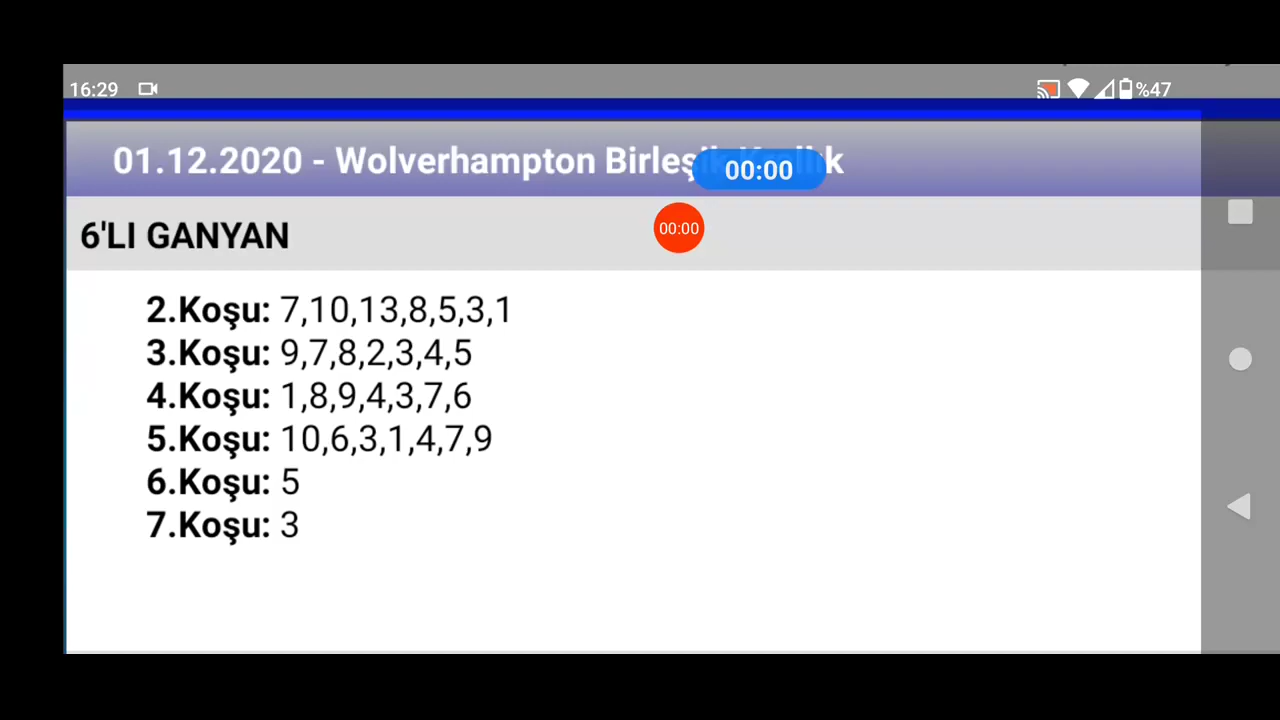 16:29 %47
01.12.2020 - Wolverhampton Birleşik
00:00
6'LI GANYAN
00:00
2.Koşu: 7,10,13,8,5,3,1
3.Koşu: 9,7,8,2,3,4,5
4.Koşu: 1,8,9,4,3,7,6
5.Koşu: 10,6,3,1,4,7,9
6.Koşu: 5
7.Koşu: 3